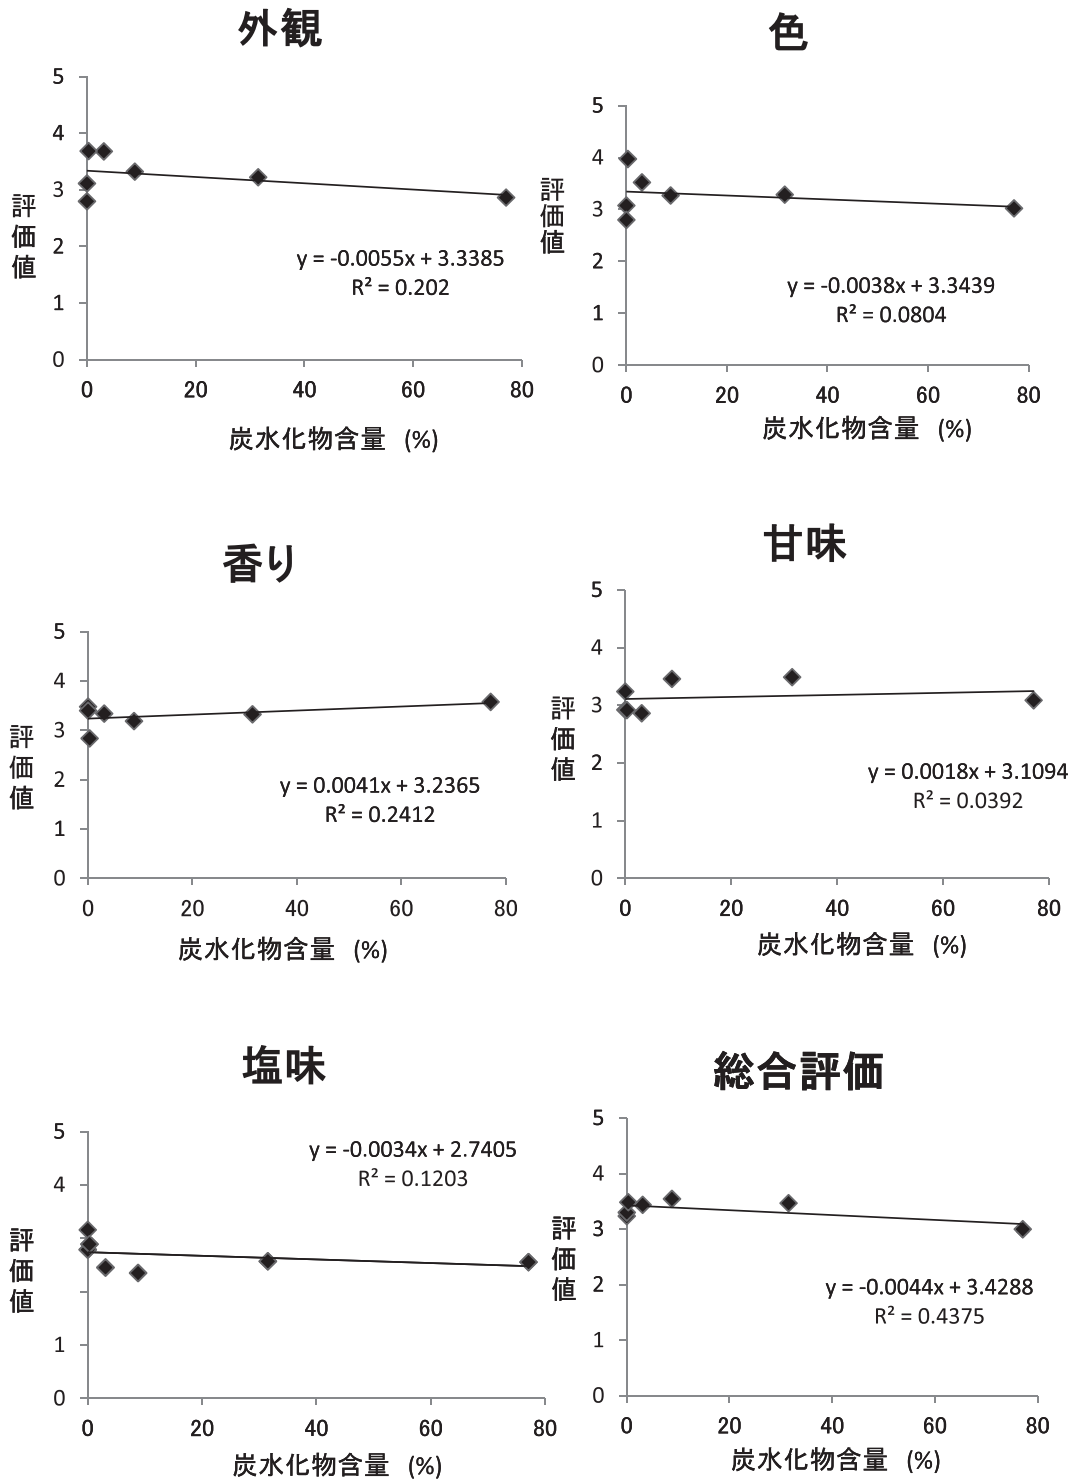 外観
5
4
3
2
1
0
評価値
y = -0.0055x + 3.3385
R² = 0.202
0 20 40 60 80
炭水化物含量 (%)
色
5
4
3
2
1
0
評価値
y = -0.0038x + 3.3439
R² = 0.0804
0 20 40 60 80
炭水化物含量 (%)
香り
5
4
3
2
1
0
評価値
y = 0.0041x + 3.2365
R² = 0.2412
0 20 40 60 80
炭水化物含量 (%)
甘味
5
4
3
2
1
0
評価値
y = 0.0018x + 3.1094
R² = 0.0392
0 20 40 60 80
炭水化物含量 (%)
塩味
5
4
1
0
評価値
y = -0.0034x + 2.7405
R² = 0.1203
0 20 40 60 80
炭水化物含量 (%)
総合評価
5
4
3
2
1
0
評価値
y = -0.0044x + 3.4288
R² = 0.4375
0 20 40 60 80
炭水化物含量 (%)